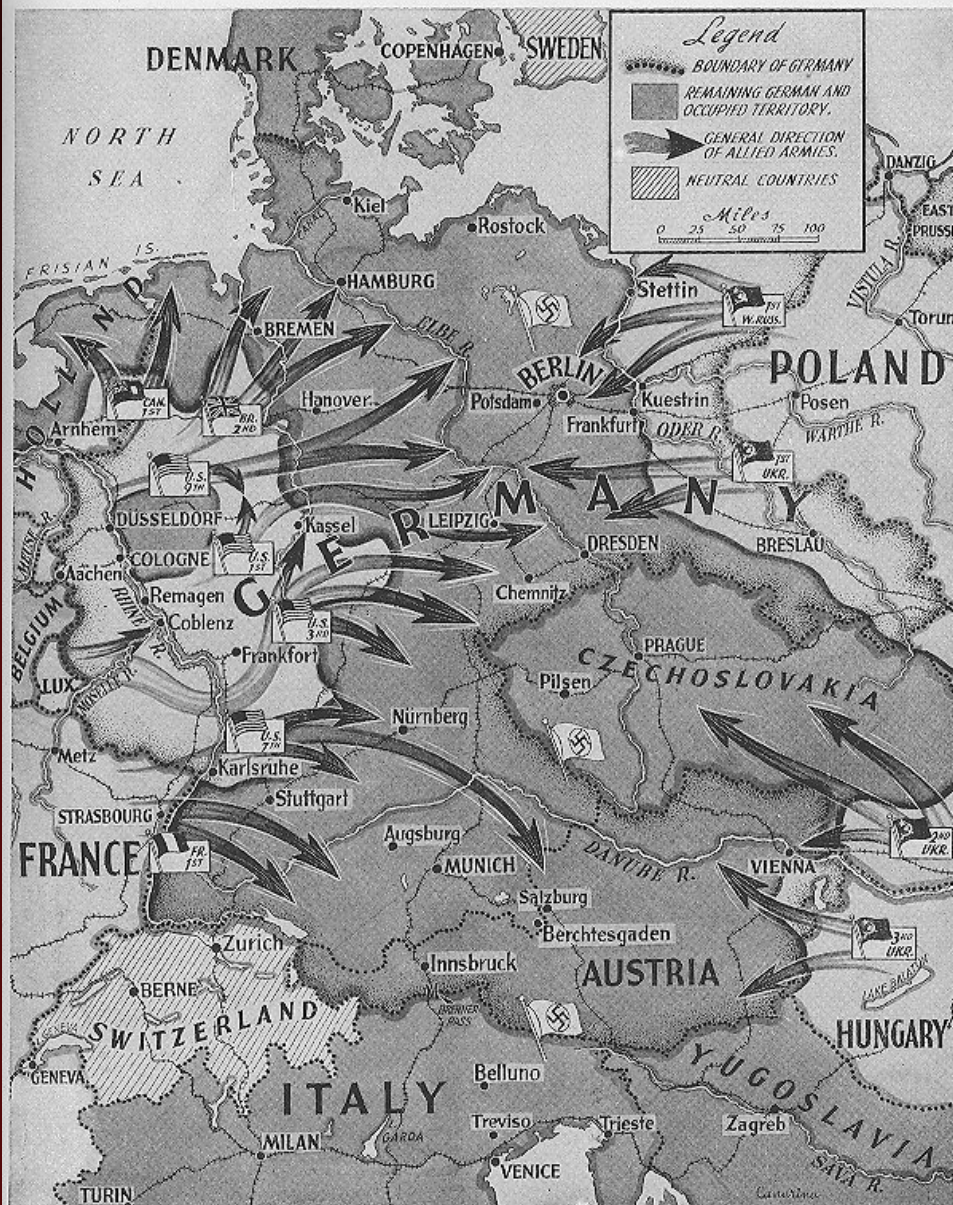 Legend
BOUNDARY OF GERMANY
REMAINING GERMAN AND
OCCUPIED TERRITORY.
GENERAL DIRECTION
OF ALLIED ARMIES.
NEUTRAL COUNTRIES
Miles
0 25 50 75 100
DENMARK
COPENHAGEN
SWEDEN
NORTH
SEA
DANZIG
EAST
PRUSSI
Kiel
Rostock
FRISIAN IS.
HAMBURG
Stettin
1ST
W. RUSS.
VISTULA R.
Torun
BREMEN
ELBE R.
BERLIN
POLAND
HOLLAND
CAN.
1ST
BR.
2ND
Hanover
Potsdam
Kuestrin
Posen
Arnhem
Frankfurt
ODER R.
WARTHE R.
U.S.
9TH
1ST
UKR.
GERMANY
DÜSSELDORF
Kassel
LEIPZIG
MEUSE R.
COLOGNE
U.S.
1ST
DRESDEN
BRESLAU
Aächen
Remagen
Chemnitz
RHINE R.
Coblenz
U.S.
3RD
BELGIUM
Frankfort
PRAGUE
CZECHOSLOVAKIA
LUX
MOSELLE R.
Pilsen
Nürnberg
U.S.
7TH
Metz
Karlsruhe
Stuttgart
STRASBOURG
FRANCE
FR.
1ST
Augsburg
MUNICH
DANUBE R.
VIENNA
2ND
UKR.
Salzburg
Berchtesgaden
3RD
UKR.
Zurich
Innsbruck
AUSTRIA
LAKE BALATON
BERNE
BRENNER
PASS
SWITZERLAND
HUNGARY
GENEVA
GENEVA
YUGOSLAVIA
ITALY
Belluno
Treviso
Trieste
Zagreb
MILAN
GARDA
VENICE
SAVA R.
TURIN